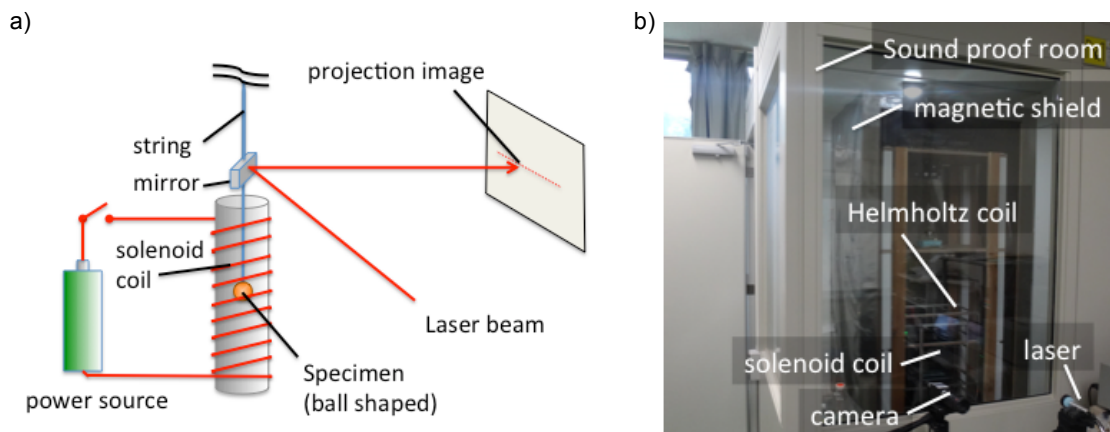 a)
projection image
string
mirror
solenoid
coil
Laser beam
Specimen
(ball shaped)
power source
b)
Sound proof room
magnetic shield
Helmholtz coil
solenoid coil
laser
camera